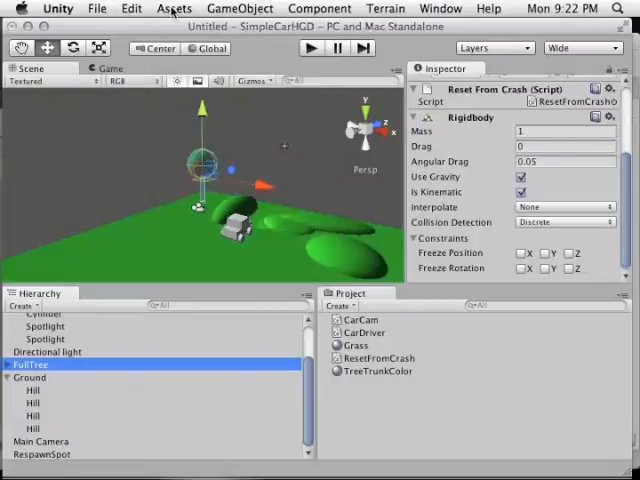 Unity File Edit Assets GameObject Component Terrain Window Help Mon 9:22 PM
Untitled - SimpleCarHGD - PC and Mac Standalone
Center Global Layers Wide
Scene Game Inspector
Textured RGB Gizmos All
Reset From Crash (Script)
Script ResetFromCrash
Rigidbody
Mass 1
Drag 0
Angular Drag 0.05
Use Gravity
Is Kinematic
Interpolate None
Collision Detection Discrete
Constraints
Freeze Position X Y Z
Freeze Rotation X Y Z
y
z
x
Persp
Hierarchy
Create All
Cylinder
Spotlight
Spotlight
Directional light
FullTree
Ground
Hill
Hill
Hill
Hill
Main Camera
RespawnSpot
Project
Create All
CarCam
CarDriver
Grass
ResetFromCrash
TreeTrunkColor